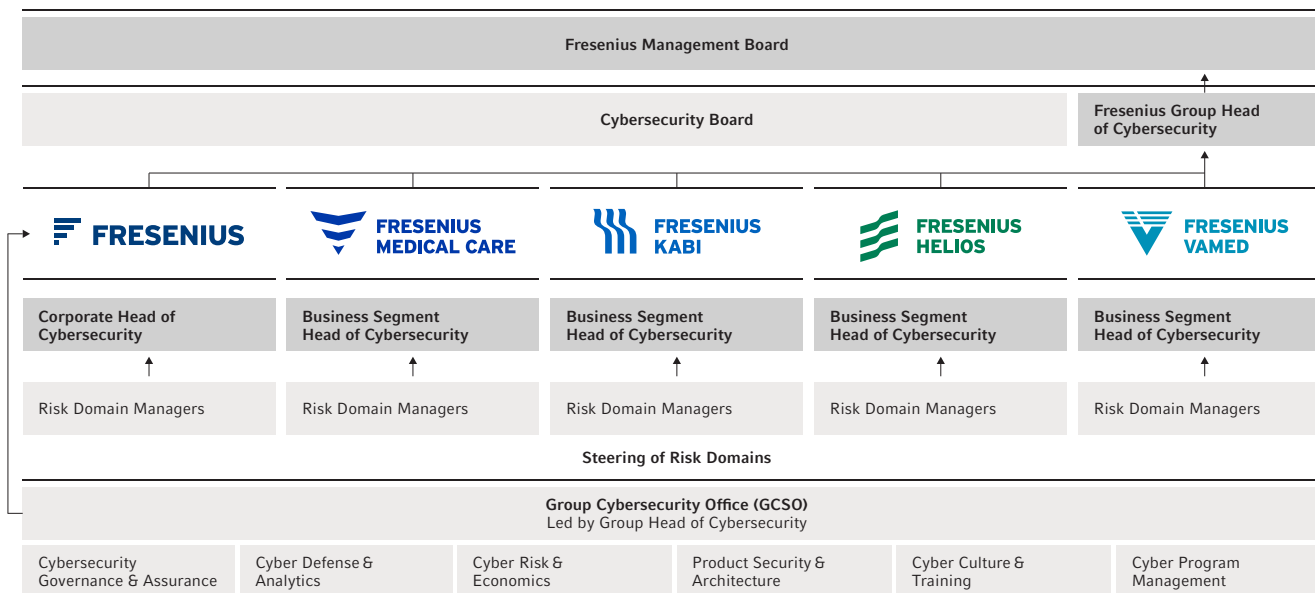 Fresenius Management Board
Cybersecurity Board
Fresenius Group Head
of Cybersecurity
FRESENIUS
FRESENIUS
MEDICAL CARE
FRESENIUS
KABI
FRESENIUS
HELIOS
FRESENIUS
VAMED
Corporate Head of
Cybersecurity
Business Segment
Head of Cybersecurity
Business Segment
Head of Cybersecurity
Business Segment
Head of Cybersecurity
Business Segment
Head of Cybersecurity
Risk Domain Managers
Risk Domain Managers
Risk Domain Managers
Risk Domain Managers
Risk Domain Managers
Steering of Risk Domains
Group Cybersecurity Office (GCSO)
Led by Group Head of Cybersecurity
Cybersecurity
Governance & Assurance
Cyber Defense &
Analytics
Cyber Risk &
Economics
Product Security &
Architecture
Cyber Culture &
Training
Cyber Program
Management